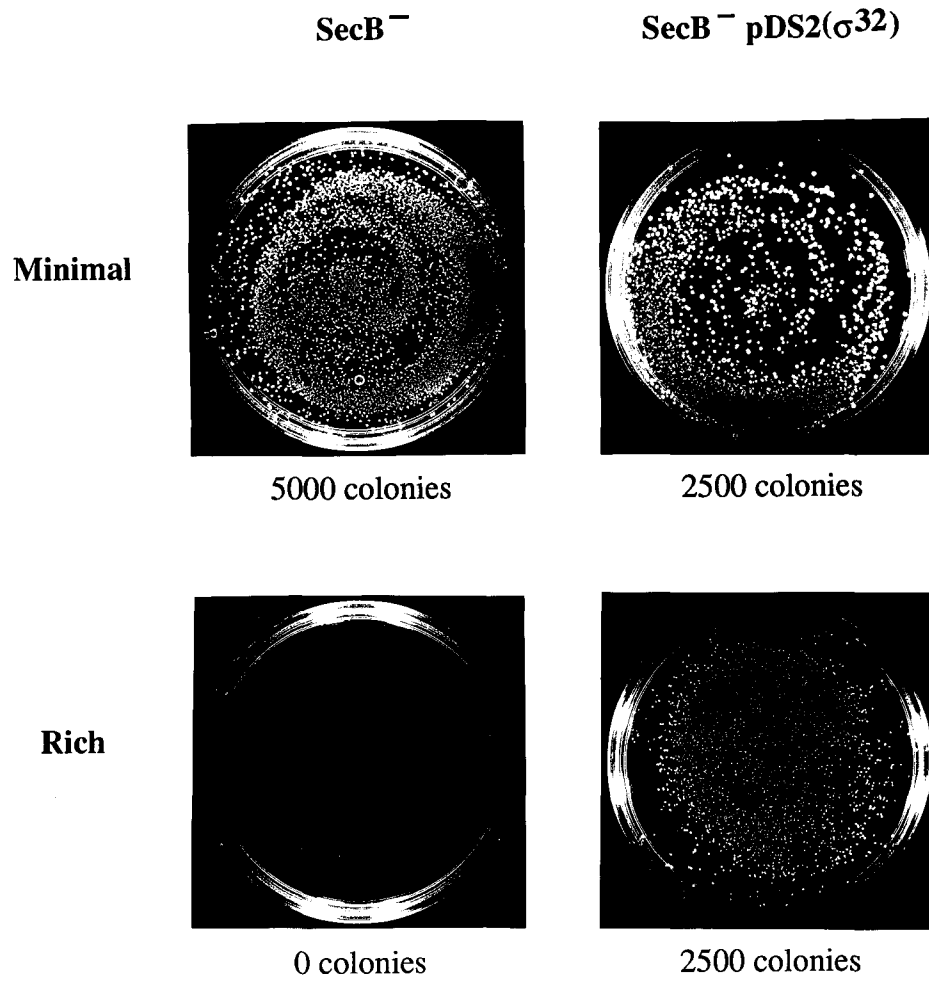 SecB⁻
SecB⁻ pDS2(σ³²)
Minimal
5000 colonies
2500 colonies
Rich
0 colonies
2500 colonies